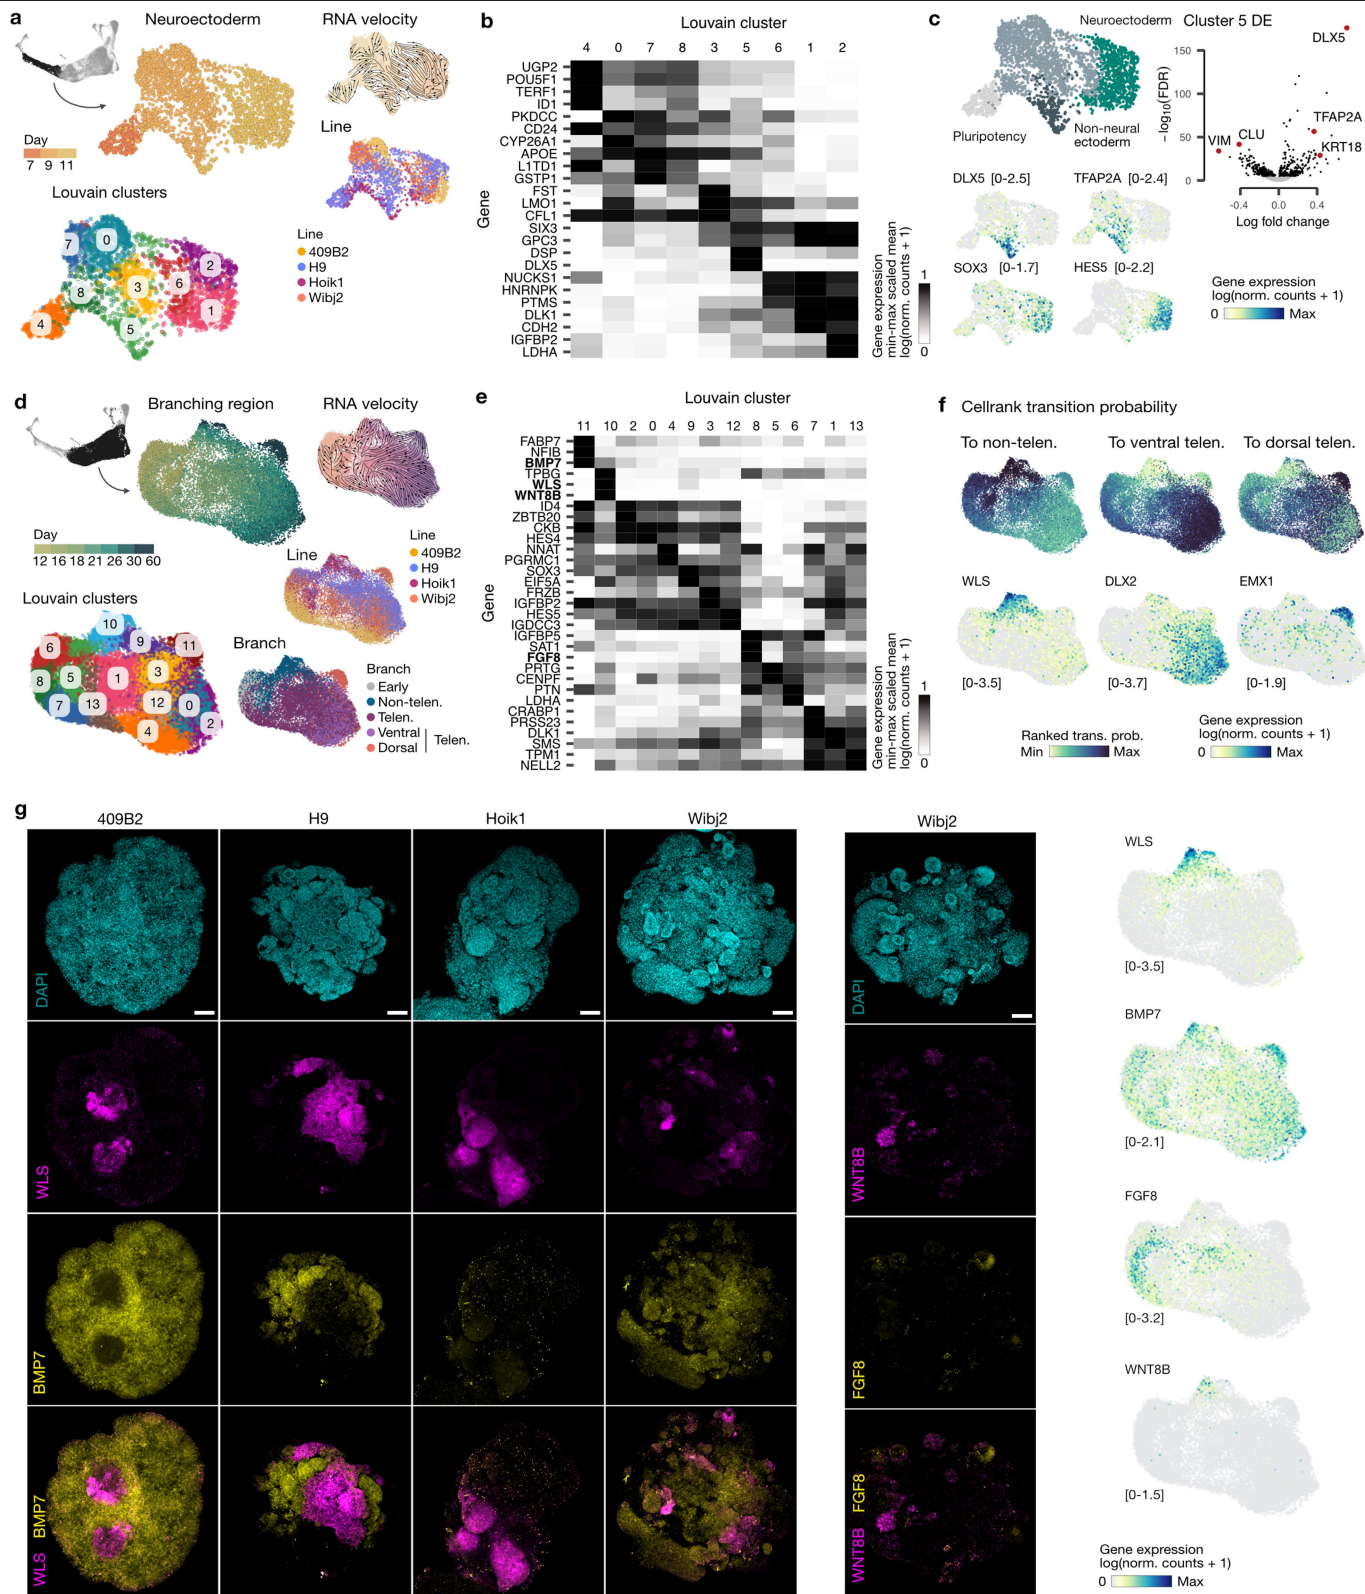 a
Neuroectoderm
RNA velocity
Day
7 9 11
Line
Louvain clusters
7
0
2
3
6
8
1
4
5
Line
409B2
H9
Hoik1
Wibj2
b
Louvain cluster
4 0 7 8 3 5 6 1 2
Gene
UGP2
POU5F1
TERF1
ID1
PKDCC
CD24
CYP26A1
APOE
L1TD1
GSTP1
FST
LMO1
CFL1
SIX3
GPC3
DSP
DLX5
NUCKS1
HNRNPK
PTMS
DLK1
CDH2
IGFBP2
LDHA
Gene expression
min-max scaled mean
log(norm. counts + 1)
1
0
c
Neuroectoderm
Pluripotency
Non-neural
ectoderm
Cluster 5 DE
DLX5
TFAP2A
KRT18
VIM
CLU
−log10(FDR)
150
100
50
0
-0.4 0.0 0.4
Log fold change
DLX5 [0-2.5]
TFAP2A [0-2.4]
SOX3 [0-1.7]
HES5 [0-2.2]
Gene expression
log(norm. counts + 1)
0 Max
d
Branching region
RNA velocity
Day
12 16 18 21 26 30 60
Line
Line
409B2
H9
Hoik1
Wibj2
Louvain clusters
10
6
9
11
8
5
1
3
7
13
12
0
4
2
Branch
Branch
Early
Non-telen.
Telen.
Ventral
Dorsal
Telen.
e
Louvain cluster
11 10 2 0 4 9 3 12 8 5 6 7 1 13
Gene
FABP7
NFIB
BMP7
TPBG
WLS
WNT8B
ID4
ZBTB20
CKB
HES4
NNAT
PGRMC1
SOX3
EIF5A
FRZB
IGFBP2
HES5
IGDCC3
IGFBP5
SAT1
FGF8
PRTG
CENPF
PTN
LDHA
CRABP1
PRSS23
DLK1
SMS
TPM1
NELL2
Gene expression
min-max scaled mean
log(norm. counts + 1)
1
0
f
Cellrank transition probability
To non-telen.
To ventral telen.
To dorsal telen.
WLS
DLX2
EMX1
[0-3.5]
[0-3.7]
[0-1.9]
Ranked trans. prob.
Min Max
Gene expression
log(norm. counts + 1)
0 Max
g
409B2
H9
Hoik1
Wibj2
Wibj2
DAPI
WLS
BMP7
WLS BMP7
DAPI
WNT8B
FGF8
WNT8B FGF8
WLS
[0-3.5]
BMP7
[0-2.1]
FGF8
[0-3.2]
WNT8B
[0-1.5]
Gene expression
log(norm. counts + 1)
0 Max